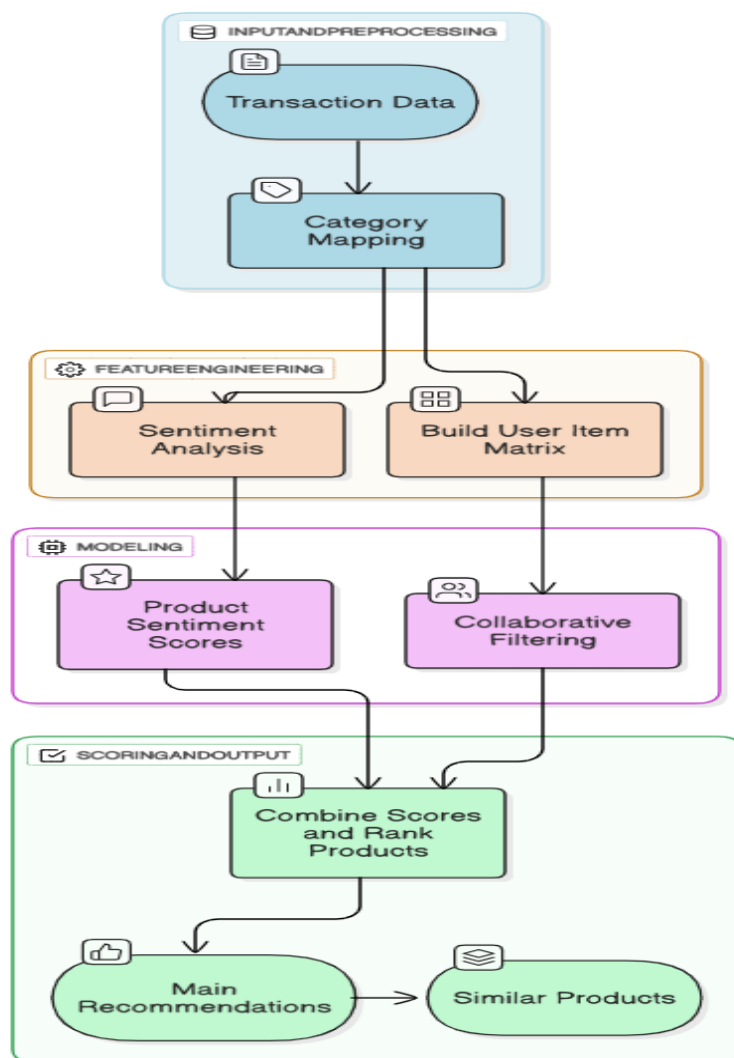 INPUTANDPREPROCESSING
Transaction Data
Category
Mapping
FEATUREENGINEERING
Sentiment
Analysis
Build User Item
Matrix
MODELING
Product
Sentiment
Scores
Collaborative
Filtering
SCORINGANDOUTPUT
Combine Scores
and Rank
Products
Main
Recommendations
Similar Products